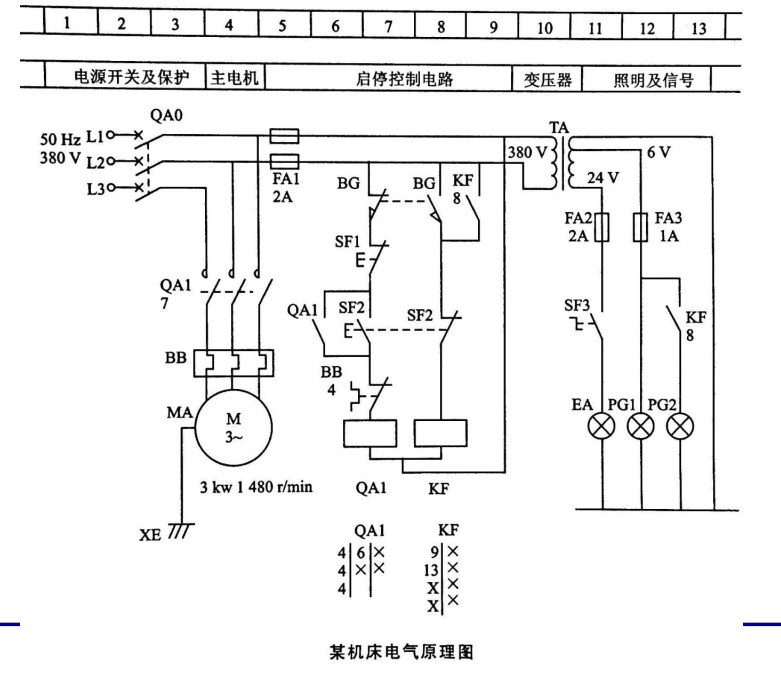 1 2 3 4 5 6 7 8 9 10 11 12 13
电源开关及保护 主电机 启停控制电路 变压器 照明及信号
QA0
50 Hz L1
380 V L2
L3
FA1
2A
TA
380 V
6 V
24 V
BG
BG
KF
8
FA2
2A
FA3
1A
SF1
QA1
7
QA1
SF2
SF2
SF3
KF
8
BB
BB
4
MA
M
3~
EA PG1 PG2
3 kw 1 480 r/min
QA1 KF
XE
QA1 KF
4 6 × 9 ×
4 × × 13 ×
4 X ×
X ×
某机床电气原理图